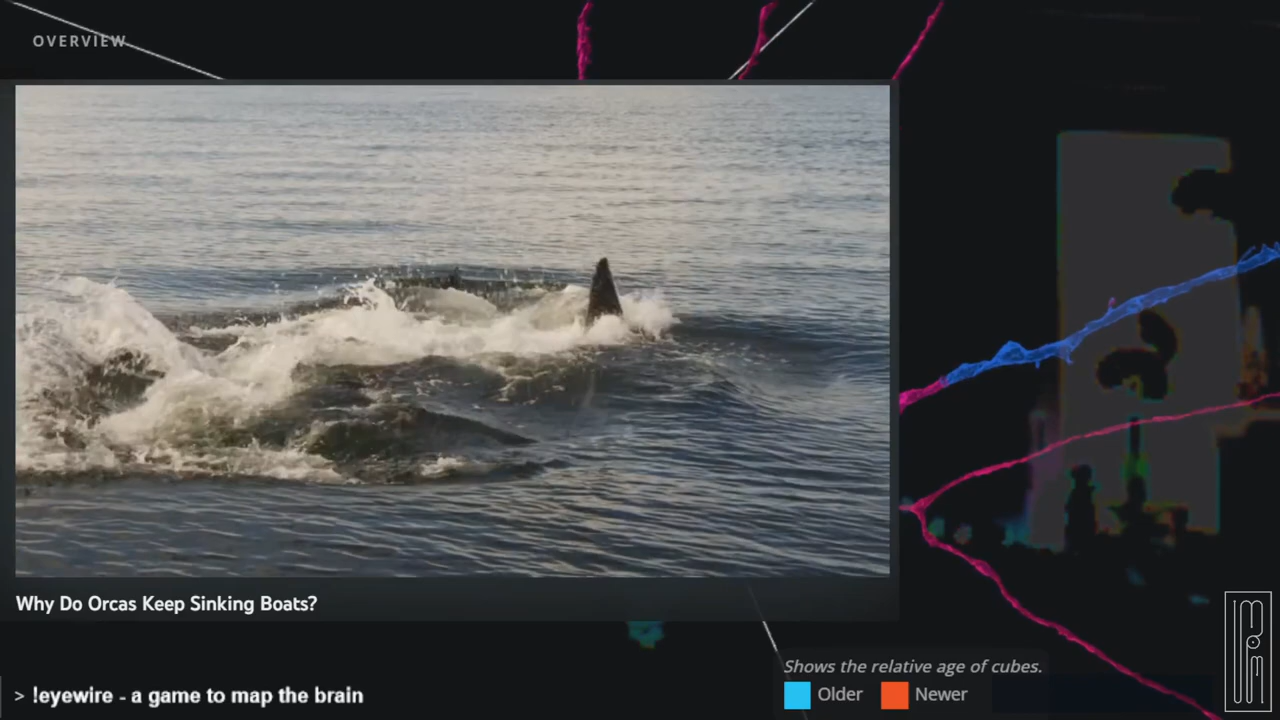 OVERVIEW
Why Do Orcas Keep Sinking Boats?
Shows the relative age of cubes.
Older
Newer
> !eyewire - a game to map the brain